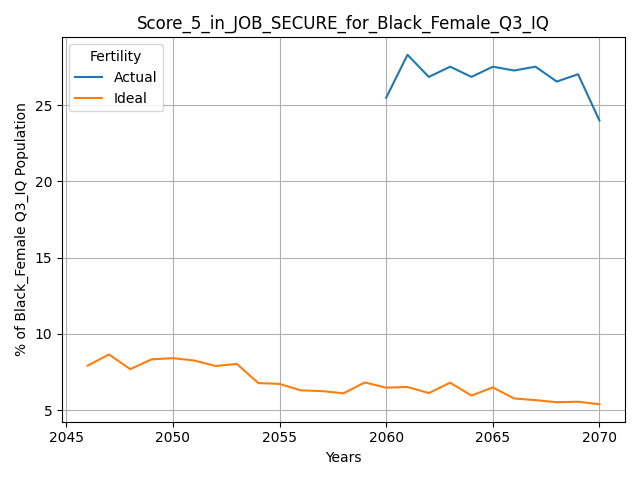 Score_5_in_JOB_SECURE_for_Black_Female_Q3_IQ
Fertility
Actual
Ideal
% of Black_Female Q3_IQ Population
25
20
15
10
5
2045 2050 2055 2060 2065 2070
Years